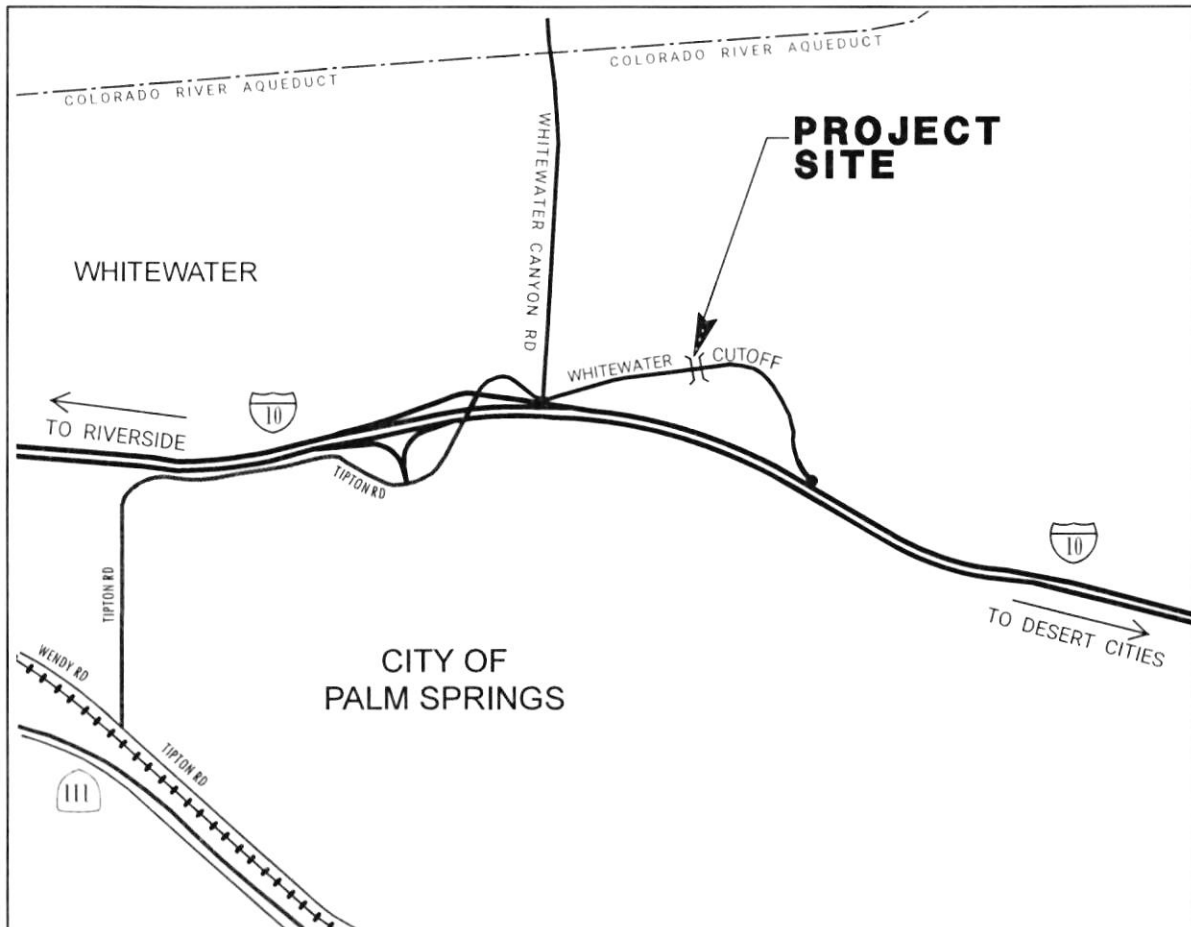 COLORADO RIVER AQUEDUCT
COLORADO RIVER AQUEDUCT
WHITEWATER CANYON RD
PROJECT
SITE
WHITEWATER
WHITEWATER CUTOFF
10
TO RIVERSIDE
TIPTON RD
10
TO DESERT CITIES
TIPTON RD
CITY OF
PALM SPRINGS
WENDY RD
TIPTON RD
111